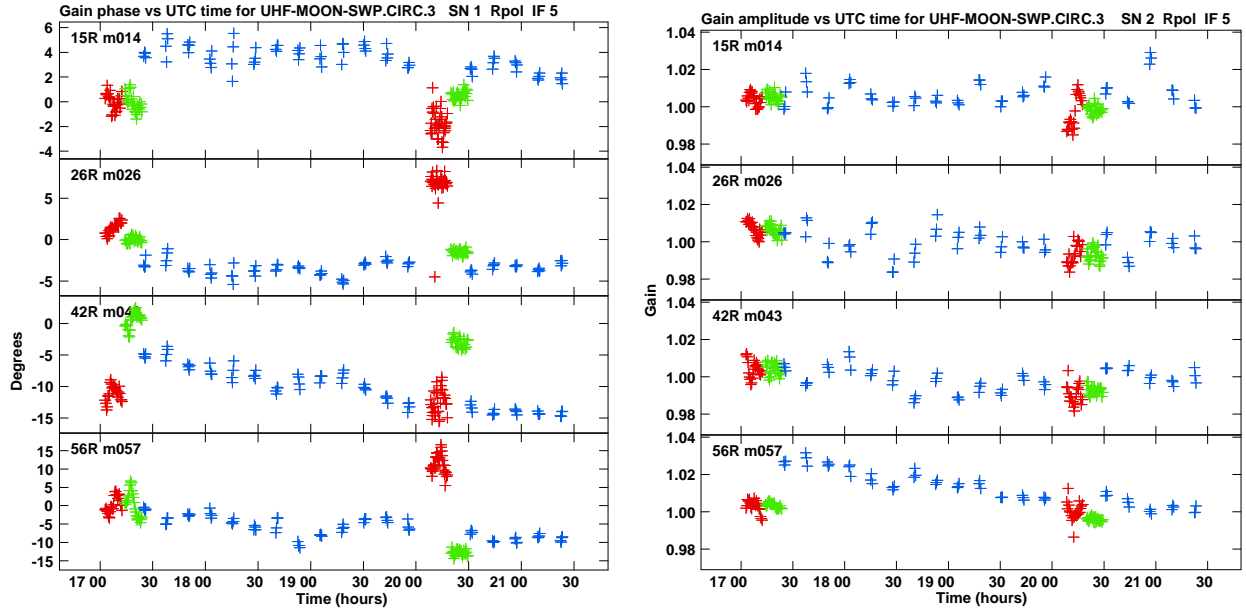 Gain phase vs UTC time for UHF-MOON-SWP.CIRC.3 SN 1 Rpol IF 5
6
4
2
0
-2
-4
15R m014
5
0
-5
26R m026
0
-5
-10
-15
42R m04
15
10
5
0
-5
-10
-15
56R m057
Degrees
17 00 30 18 00 30 19 00 30 20 00 30 21 00 30
Time (hours)
Gain amplitude vs UTC time for UHF-MOON-SWP.CIRC.3 SN 2 Rpol IF 5
1.04
1.02
1.00
0.98
15R m014
1.04
1.02
1.00
0.98
26R m026
1.04
1.02
1.00
0.98
42R m043
1.04
1.02
1.00
0.98
0.96
56R m057
Gain
17 00 30 18 00 30 19 00 30 20 00 30 21 00 30
Time (hours)